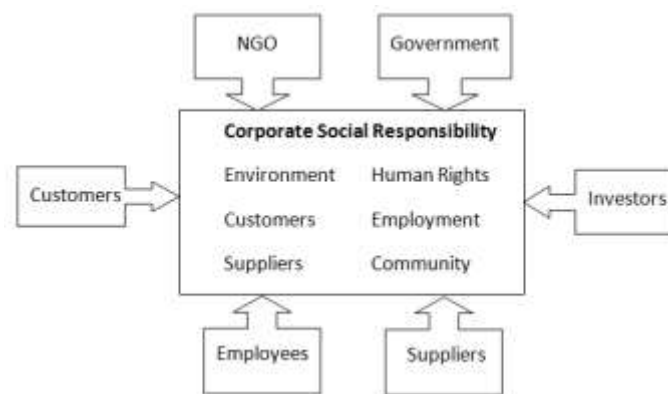 NGO
Government
Corporate Social Responsibility
Environment
Human Rights
Customers
Customers
Employment
Investors
Suppliers
Community
Employees
Suppliers